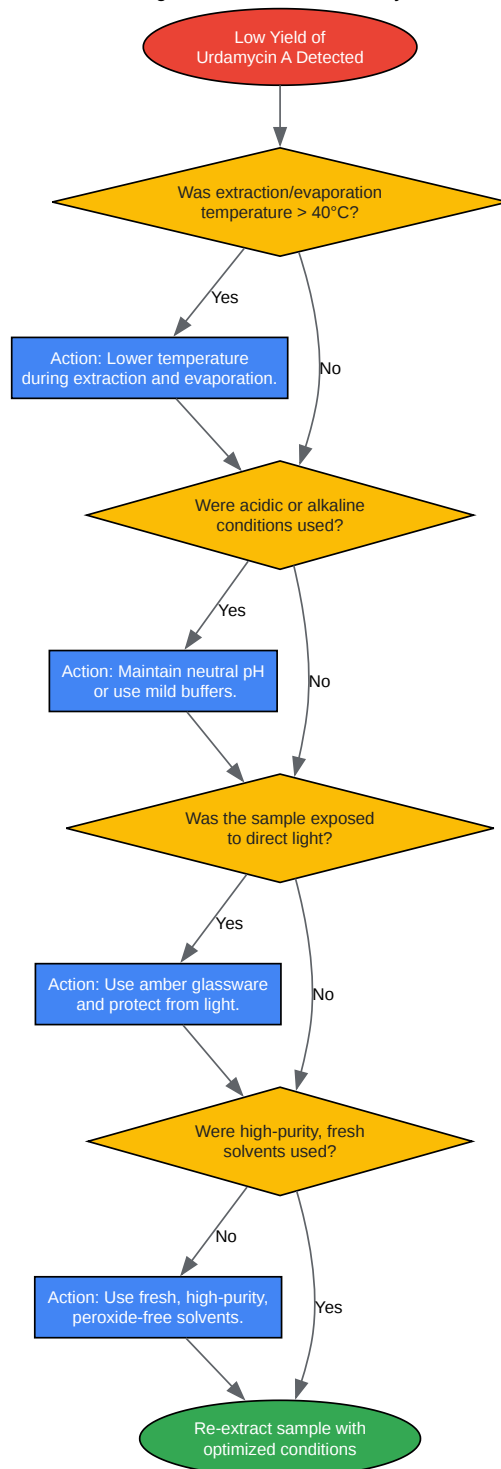 Low Yield of
Urdamycin A Detected
Was extraction/evaporation
temperature > 40°C?
Yes
No
Action: Lower temperature
during extraction and evaporation.
Were acidic or alkaline
conditions used?
Yes
No
Action: Maintain neutral pH
or use mild buffers.
Was the sample exposed
to direct light?
Yes
No
Action: Use amber glassware
and protect from light.
Were high-purity, fresh
solvents used?
No
Yes
Action: Use fresh, high-purity,
peroxide-free solvents.
Re-extract sample with
optimized conditions